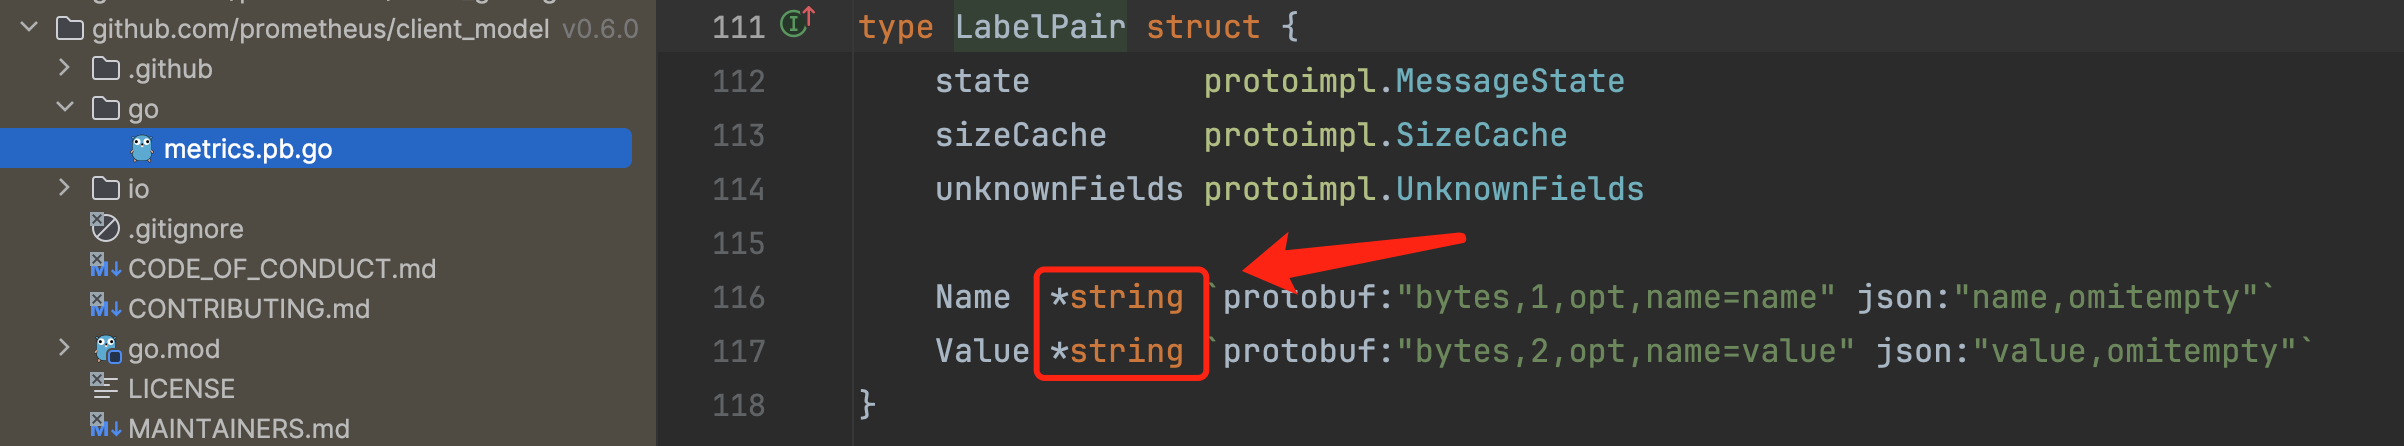 github.com/prometheus/client_model v0.6.0
.github
go
metrics.pb.go
io
.gitignore
CODE_OF_CONDUCT.md
CONTRIBUTING.md
go.mod
LICENSE
MAINTAINERS.md
111 type LabelPair struct {
112 state protoimpl.MessageState
113 sizeCache protoimpl.SizeCache
114 unknownFields protoimpl.UnknownFields
115
116 Name *string `protobuf:"bytes,1,opt,name=name" json:"name,omitempty"`
117 Value *string `protobuf:"bytes,2,opt,name=value" json:"value,omitempty"`
118 }